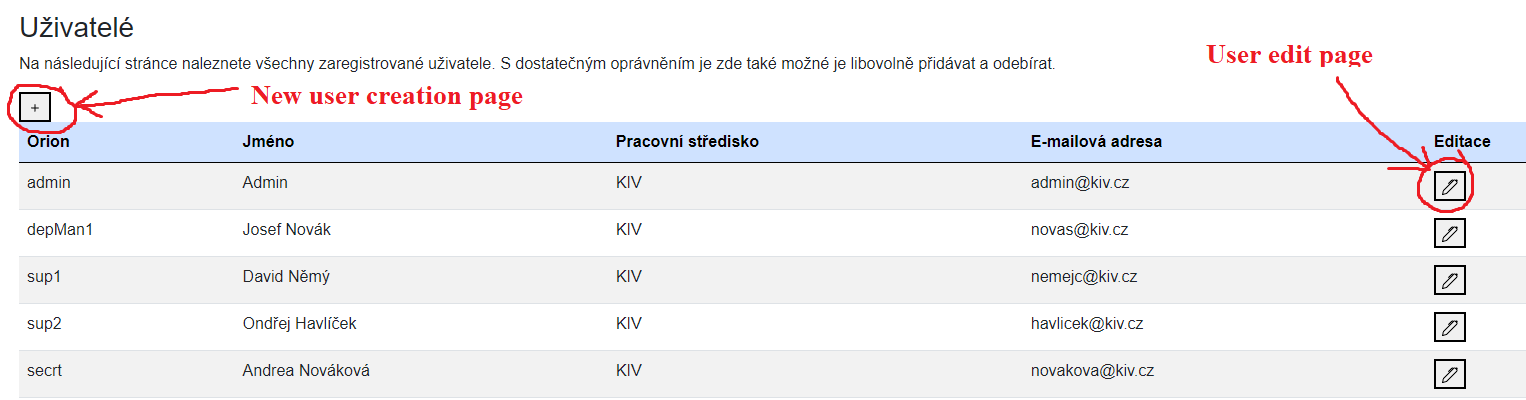 Uživatelé
Na následující stránce naleznete všechny zaregistrované uživatele. S dostatečným oprávněním je zde také možné je libovolně přidávat a odebírat.
User edit page
+ New user creation page
Orion Jméno Pracovní středisko E-mailová adresa Editace
admin Admin KIV admin@kiv.cz
depMan1 Josef Novák KIV novas@kiv.cz
sup1 David Němý KIV nemejc@kiv.cz
sup2 Ondřej Havlíček KIV havlicek@kiv.cz
secrt Andrea Nováková KIV novakova@kiv.cz